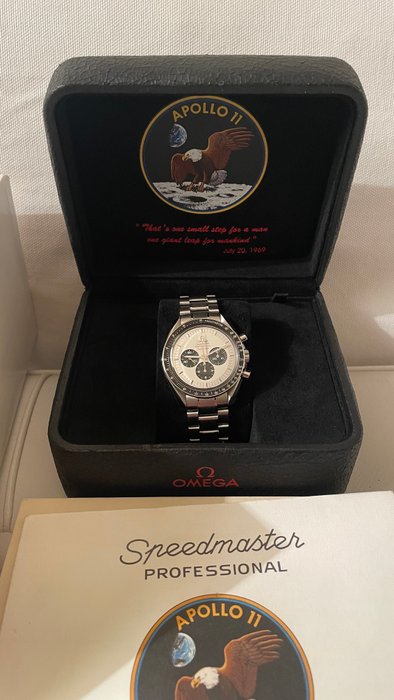 APOLLO 11
"That's one small step for a man
one giant leap for mankind"
July 20, 1969
Ω
OMEGA
Speedmaster
PROFESSIONAL
APOLLO 11